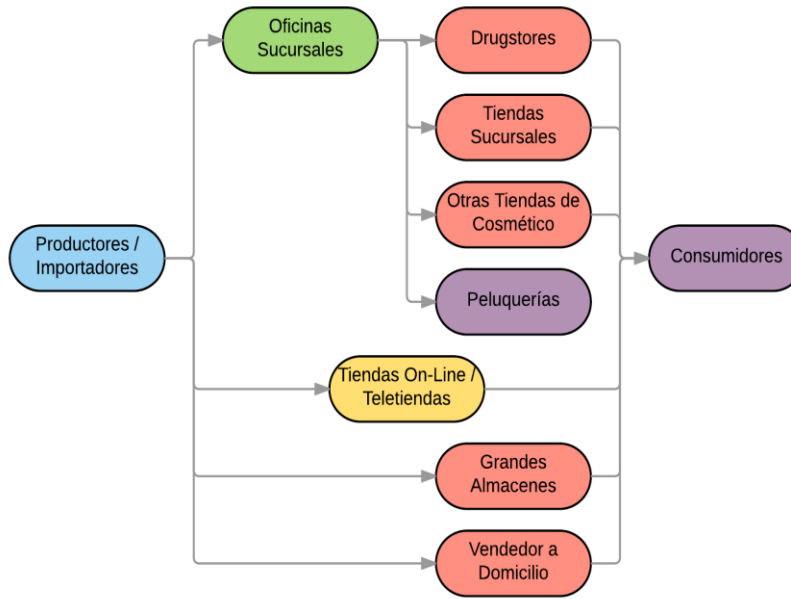 Oficinas
Sucursales
Drugstores
Tiendas
Sucursales
Otras Tiendas de
Cosmético
Productores /
Importadores
Consumidores
Peluquerías
Tiendas On-Line /
Teletiendas
Grandes
Almacenes
Vendedor a
Domicilio